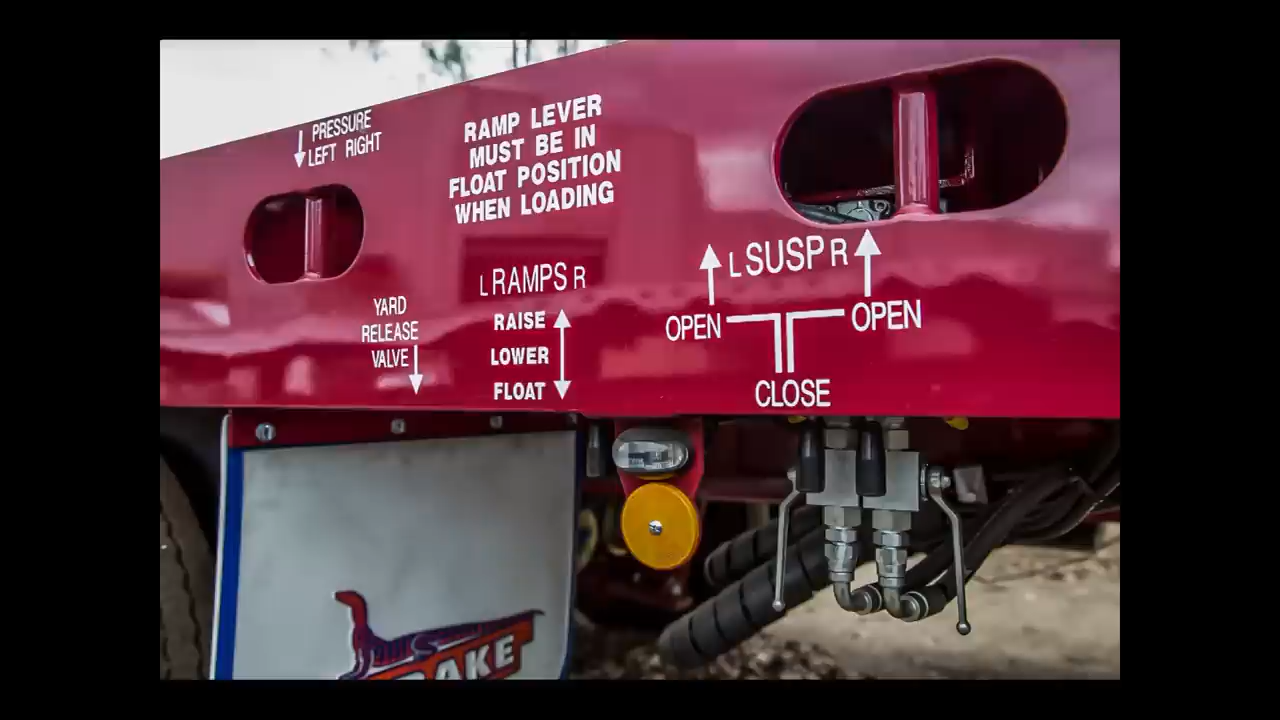 PRESSURE
LEFT RIGHT
RAMP LEVER
MUST BE IN
FLOAT POSITION
WHEN LOADING
L SUSP R
L RAMPS R
YARD
RELEASE
VALVE
RAISE
LOWER
FLOAT
OPEN OPEN
CLOSE